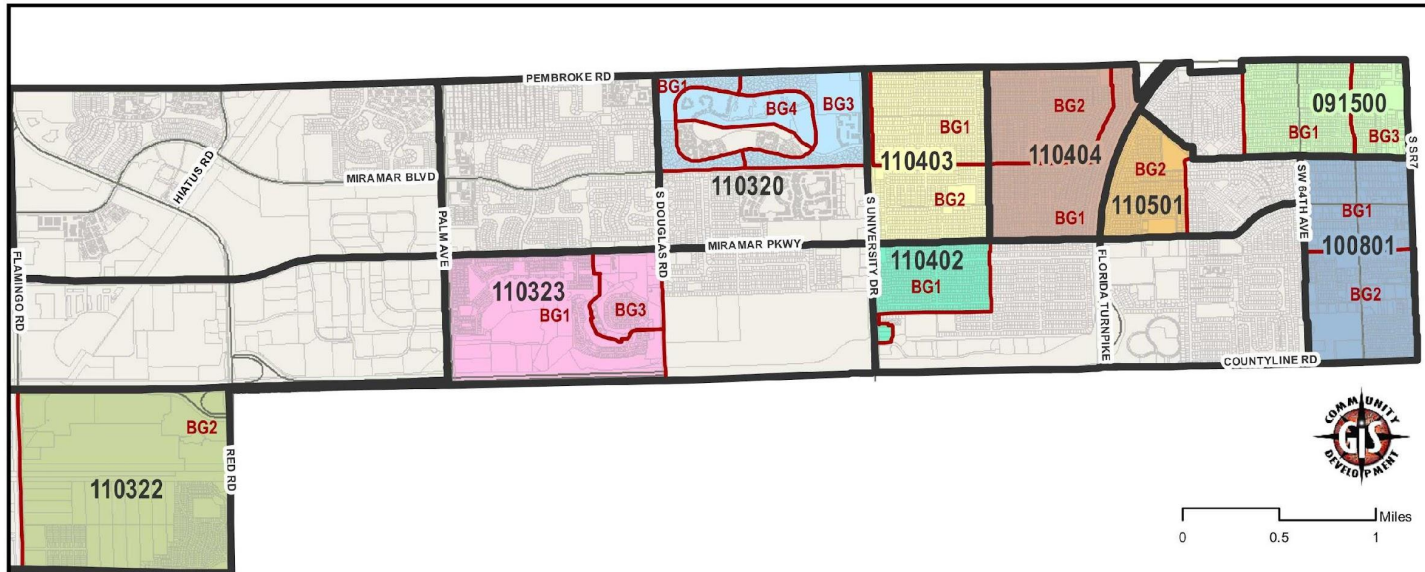 PEMBROKE RD
BG1
BG4
BG3
BG2
091500
BG1
BG1
BG3
S SR7
HIATUS RD
MIRAMAR BLVD
110403
110404
BG2
110320
110501
PALM AVE
S DOUGLAS RD
S UNIVERSITY DR
BG2
BG1
SW 64TH AVE
BG1
MIRAMAR PKWY
100801
FLAMINGO RD
110402
FLORIDA TURNPIKE
110323
BG1
BG3
BG1
BG2
COUNTYLINE RD
BG2
RED RD
110322
COMMUNITY
GIS
DEVELOPMENT
Miles
0 0.5 1